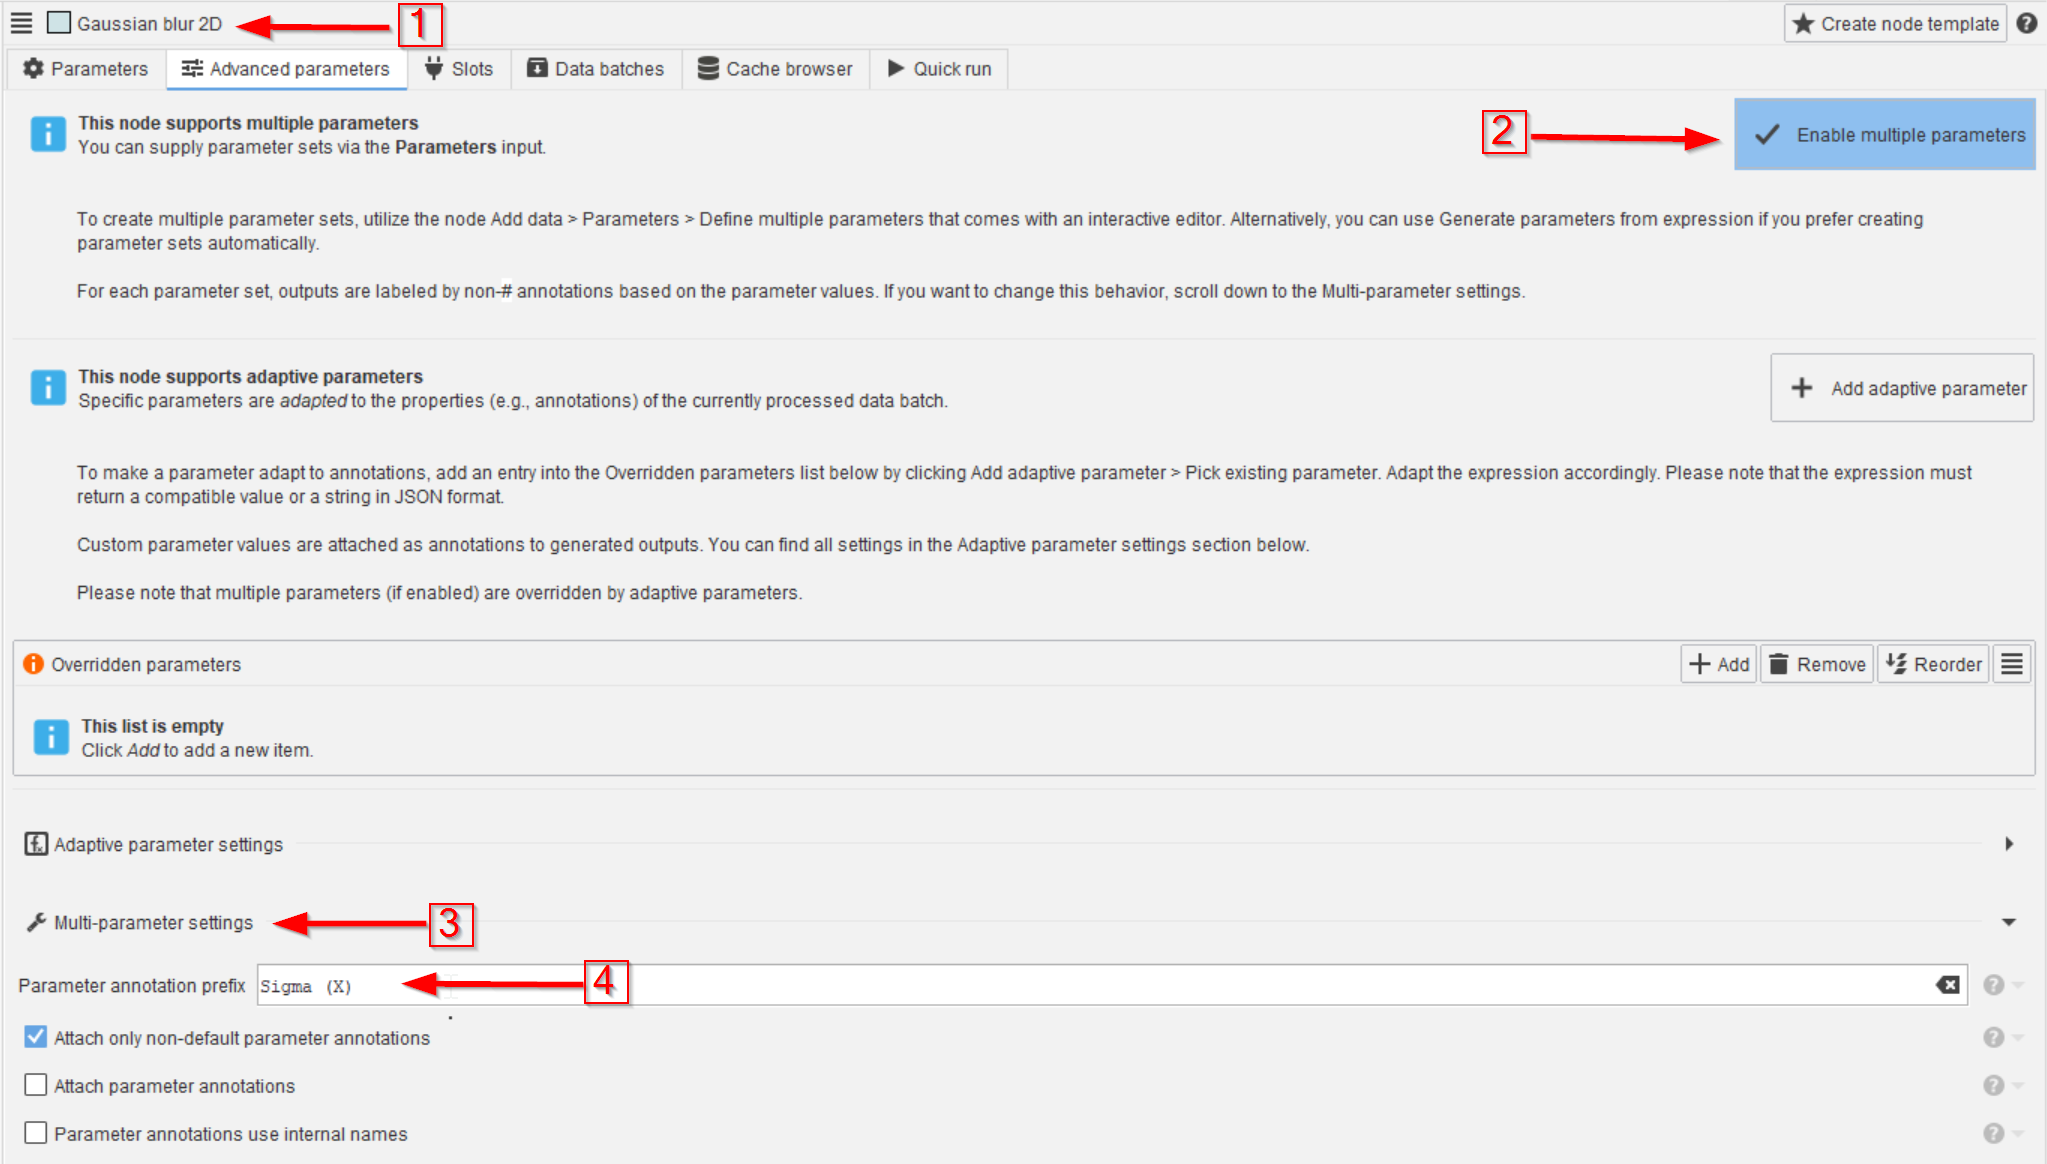 Gaussian blur 2D
1
Create node template
Parameters
Advanced parameters
Slots
Data batches
Cache browser
Quick run
This node supports multiple parameters
You can supply parameter sets via the Parameters input.
2
Enable multiple parameters
To create multiple parameter sets, utilize the node Add data > Parameters > Define multiple parameters that comes with an interactive editor. Alternatively, you can use Generate parameters from expression if you prefer creating
parameter sets automatically.
For each parameter set, outputs are labeled by non-# annotations based on the parameter values. If you want to change this behavior, scroll down to the Multi-parameter settings.
This node supports adaptive parameters
Specific parameters are adapted to the properties (e.g., annotations) of the currently processed data batch.
Add adaptive parameter
To make a parameter adapt to annotations, add an entry into the Overridden parameters list below by clicking Add adaptive parameter > Pick existing parameter. Adapt the expression accordingly. Please note that the expression must
return a compatible value or a string in JSON format.
Custom parameter values are attached as annotations to generated outputs. You can find all settings in the Adaptive parameter settings section below.
Please note that multiple parameters (if enabled) are overridden by adaptive parameters.
Overridden parameters
Add
Remove
Reorder
This list is empty
Click Add to add a new item.
Adaptive parameter settings
Multi-parameter settings
3
Parameter annotation prefix
Sigma (X)
4
Attach only non-default parameter annotations
Attach parameter annotations
Parameter annotations use internal names